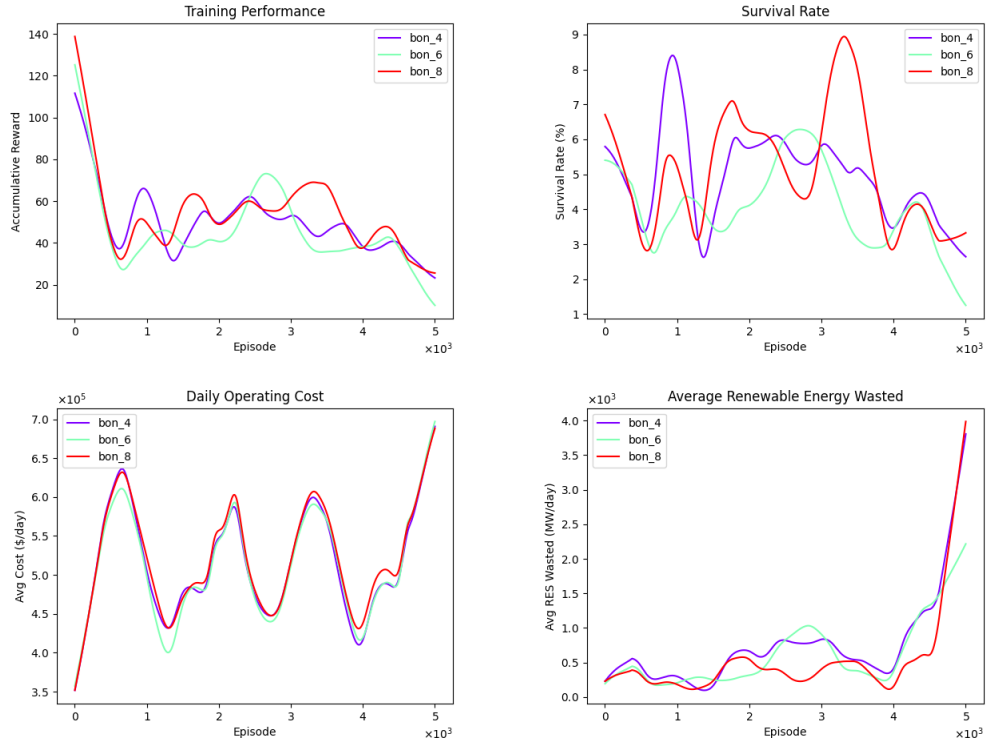 Training Performance
Accumulative Reward
140
120
100
80
60
40
20
bon_4
bon_6
bon_8
0 1 2 3 4 5
Episode
×10³
Survival Rate
Survival Rate (%)
9
8
7
6
5
4
3
2
1
bon_4
bon_6
bon_8
0 1 2 3 4 5
Episode
×10³
Daily Operating Cost
×10⁵
Avg Cost ($/day)
7.0
6.5
6.0
5.5
5.0
4.5
4.0
3.5
bon_4
bon_6
bon_8
0 1 2 3 4 5
Episode
×10³
Average Renewable Energy Wasted
×10³
Avg RES Wasted (MW/day)
4.0
3.5
3.0
2.5
2.0
1.5
1.0
0.5
0.0
bon_4
bon_6
bon_8
0 1 2 3 4 5
Episode
×10³